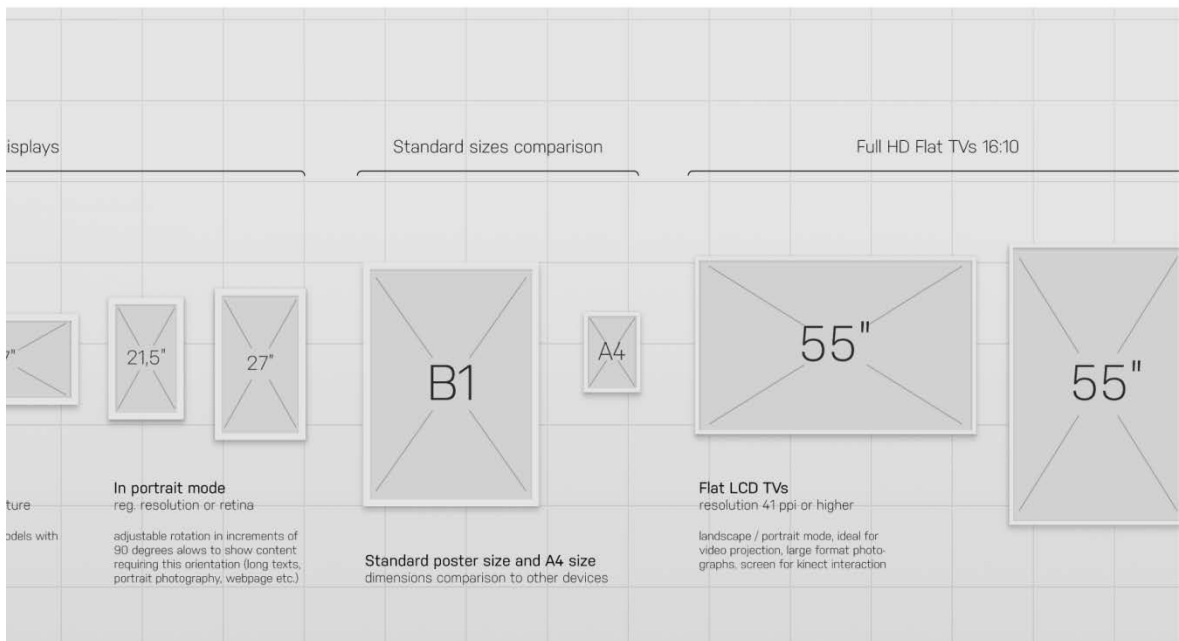 isplays
Standard sizes comparison
Full HD Flat TVs 16:10
7"
21,5"
27"
B1
A4
55"
55"
ture
odels with
In portrait mode
reg. resolution or retina
adjustable rotation in increments of
90 degrees alows to show content
requiring this orientation (long texts,
portrait photography, webpage etc.)
Standard poster size and A4 size
dimensions comparison to other devices
Flat LCD TVs
resolution 41 ppi or higher
landscape / portrait mode, ideal for
video projection, large format photo-
graphs, screen for kinect interaction